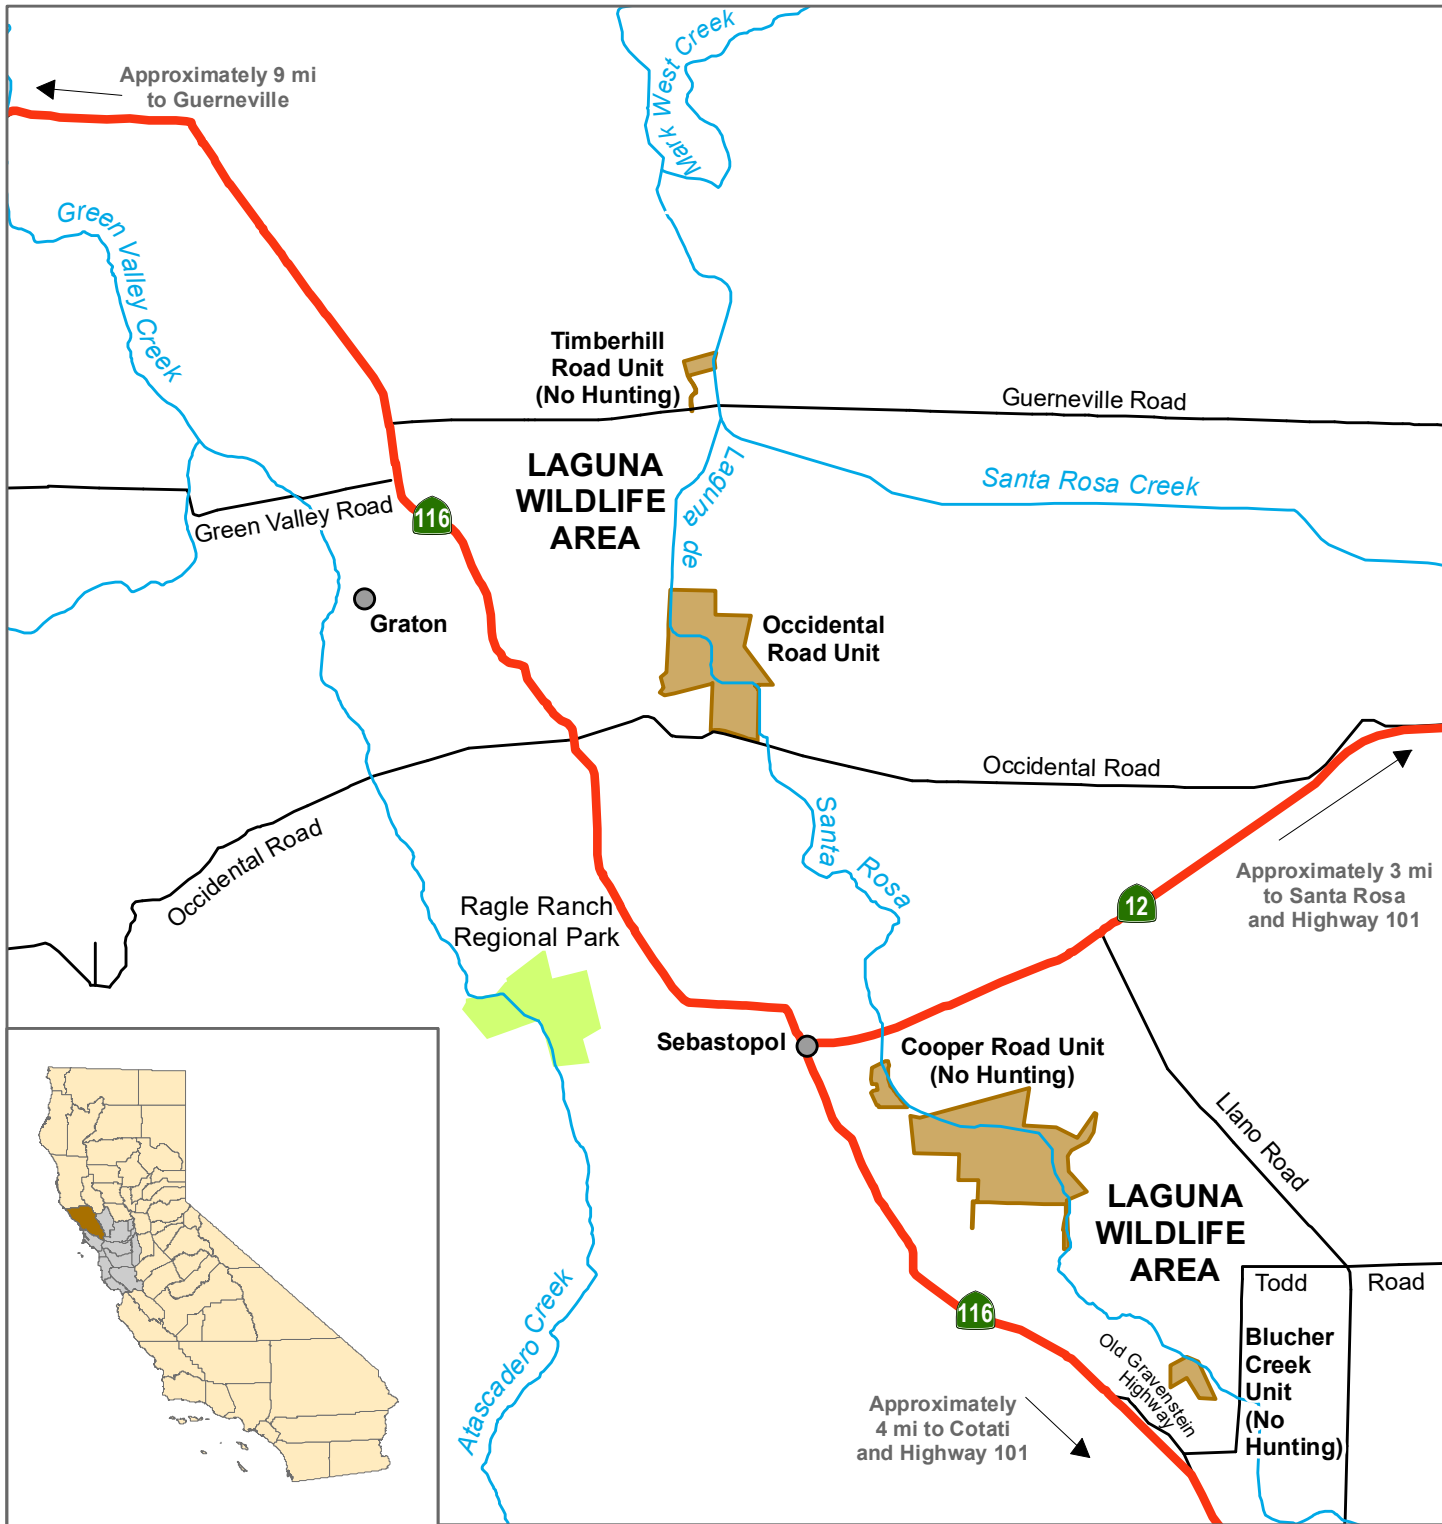 Approximately 9 mi
to Guerneville
Mark West Creek
Green Valley Creek
Timberhill
Road Unit
(No Hunting)
Guerneville Road
LAGUNA
WILDLIFE
AREA
Laguna de
Santa Rosa Creek
Green Valley Road
116
Graton
Occidental
Road Unit
Occidental Road
Occidental Road
Santa
Rosa
Approximately 3 mi
to Santa Rosa
and Highway 101
12
Ragle Ranch
Regional Park
Sebastopol
Cooper Road Unit
(No Hunting)
Llano Road
LAGUNA
WILDLIFE
AREA
Todd Road
116
Atascadero Creek
Old Gravenstein
Highway
Blucher
Creek
Unit
(No
Hunting)
Approximately
4 mi to Cotati
and Highway 101